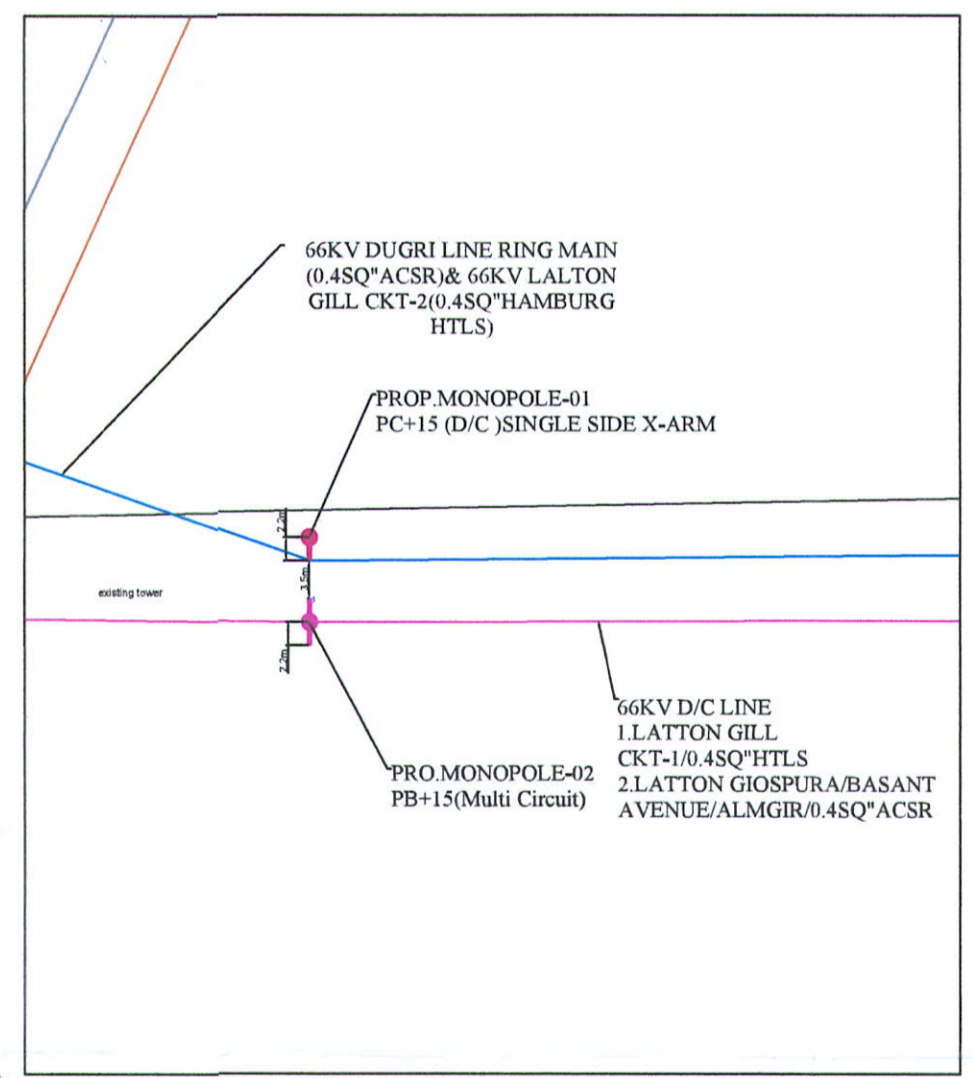 66KV DUGRI LINE RING MAIN
(0.4SQ"ACSR)& 66KV LALTON
GILL CKT-2(0.4SQ"HAMBURG
HTLS)
PROP.MONOPOLE-01
PC+15 (D/C )SINGLE SIDE X-ARM
2.2m
3.5m
existing tower
2.2m
66KV D/C LINE
1.LATTON GILL
CKT-1/0.4SQ"HTLS
2.LATTON GIOSPURA/BASANT
AVENUE/ALMGIR/0.4SQ"ACSR
PRO.MONOPOLE-02
PB+15(Multi Circuit)